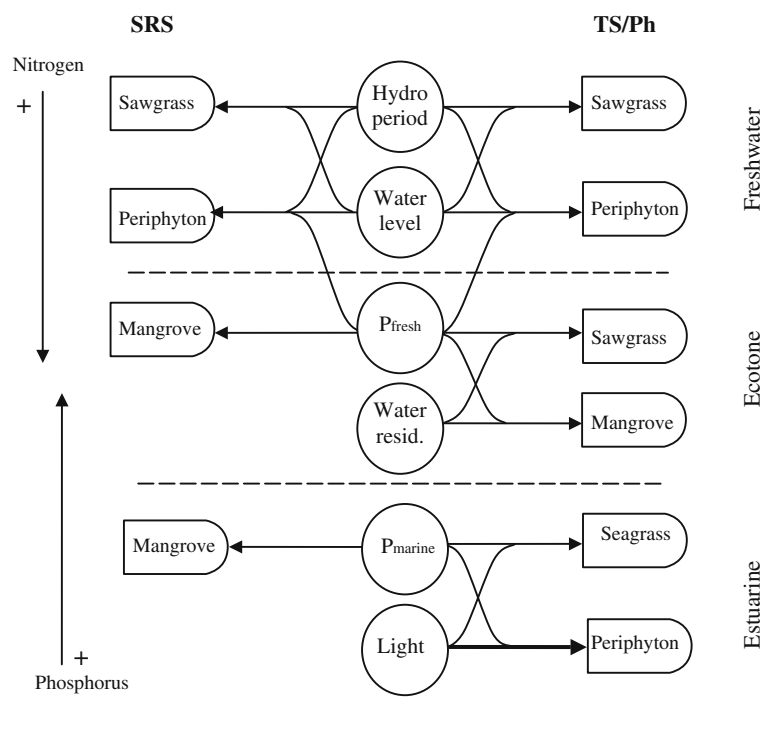 SRS
TS/Ph
Nitrogen
+
Sawgrass
Hydro
period
Sawgrass
Freshwater
Periphyton
Water
level
Periphyton
Mangrove
Pfresh
Sawgrass
Ecotone
Water
resid.
Mangrove
Mangrove
Pmarine
Seagrass
Estuarine
Light
Periphyton
+
Phosphorus